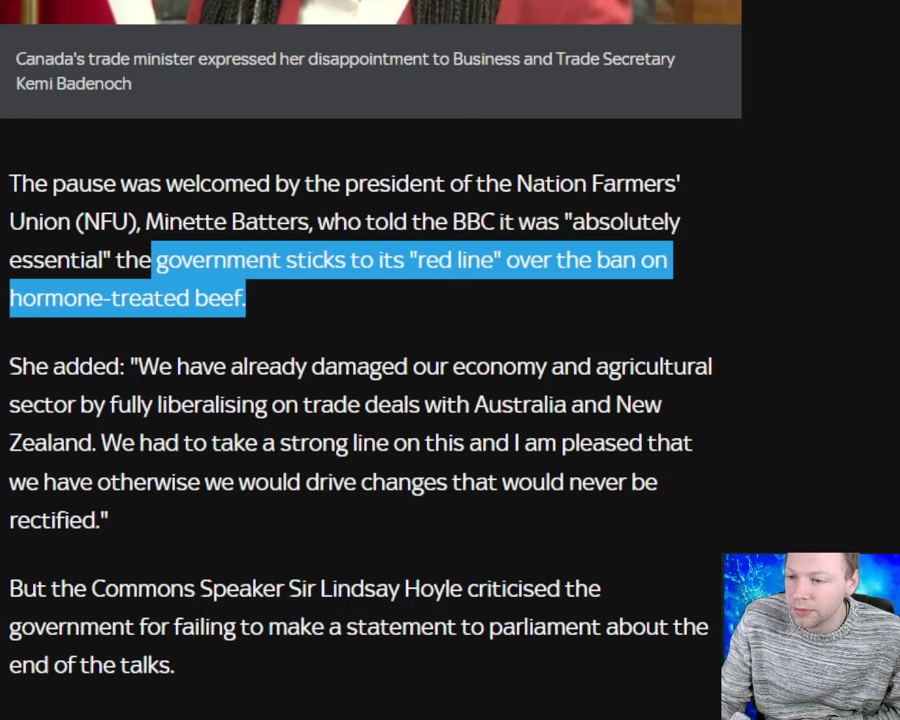 Canada's trade minister expressed her disappointment to Business and Trade Secretary
Kemi Badenoch
The pause was welcomed by the president of the Nation Farmers'
Union (NFU), Minette Batters, who told the BBC it was "absolutely
essential" the government sticks to its "red line" over the ban on
hormone-treated beef.
She added: "We have already damaged our economy and agricultural
sector by fully liberalising on trade deals with Australia and New
Zealand. We had to take a strong line on this and I am pleased that
we have otherwise we would drive changes that would never be
rectified."
But the Commons Speaker Sir Lindsay Hoyle criticised the
government for failing to make a statement to parliament about the
end of the talks.